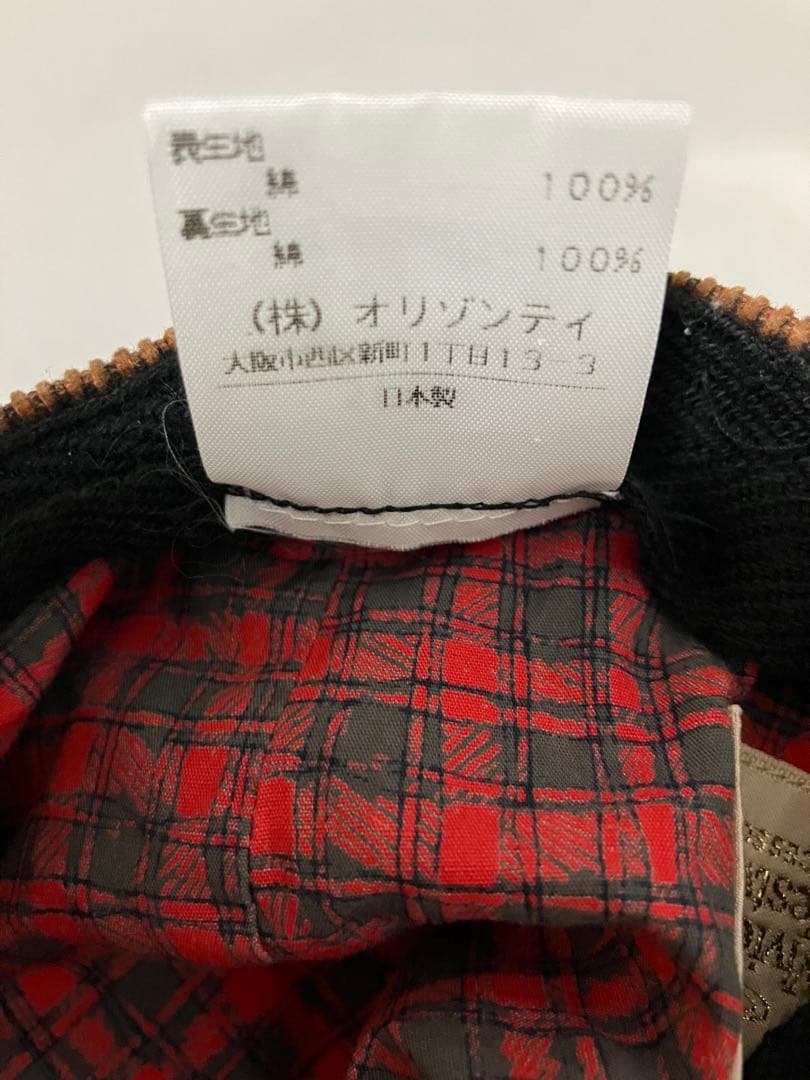 表生地
綿 100%
裏生地
綿 100%
(株) オリゾンティ
大阪市西区新町1丁目13 3
日本製